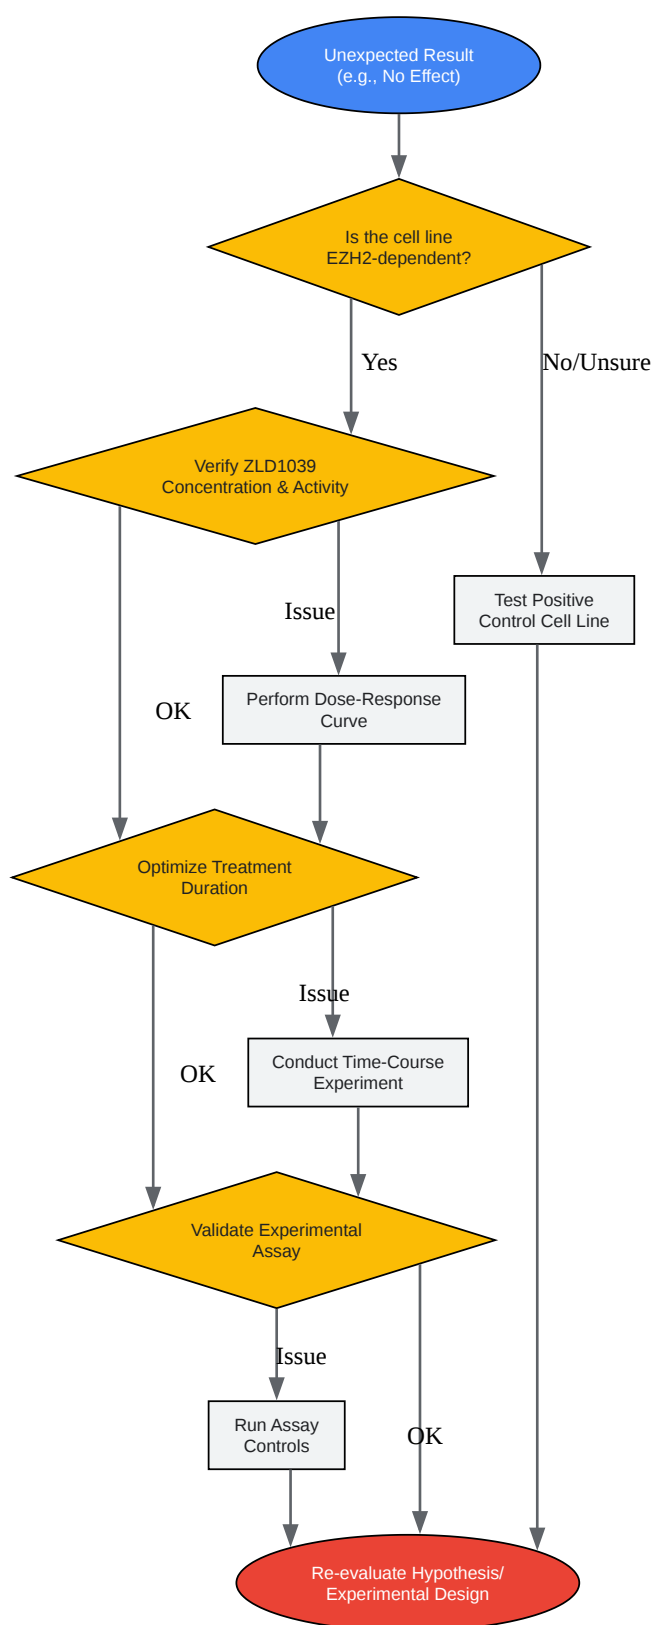 Unexpected Result
(e.g., No Effect)
Is the cell line
EZH2-dependent?
Yes
No/Unsure
Verify ZLD1039
Concentration & Activity
Issue
Test Positive
Control Cell Line
OK
Perform Dose-Response
Curve
Optimize Treatment
Duration
Issue
OK
Conduct Time-Course
Experiment
Validate Experimental
Assay
Issue
Run Assay
Controls
OK
Re-evaluate Hypothesis/
Experimental Design